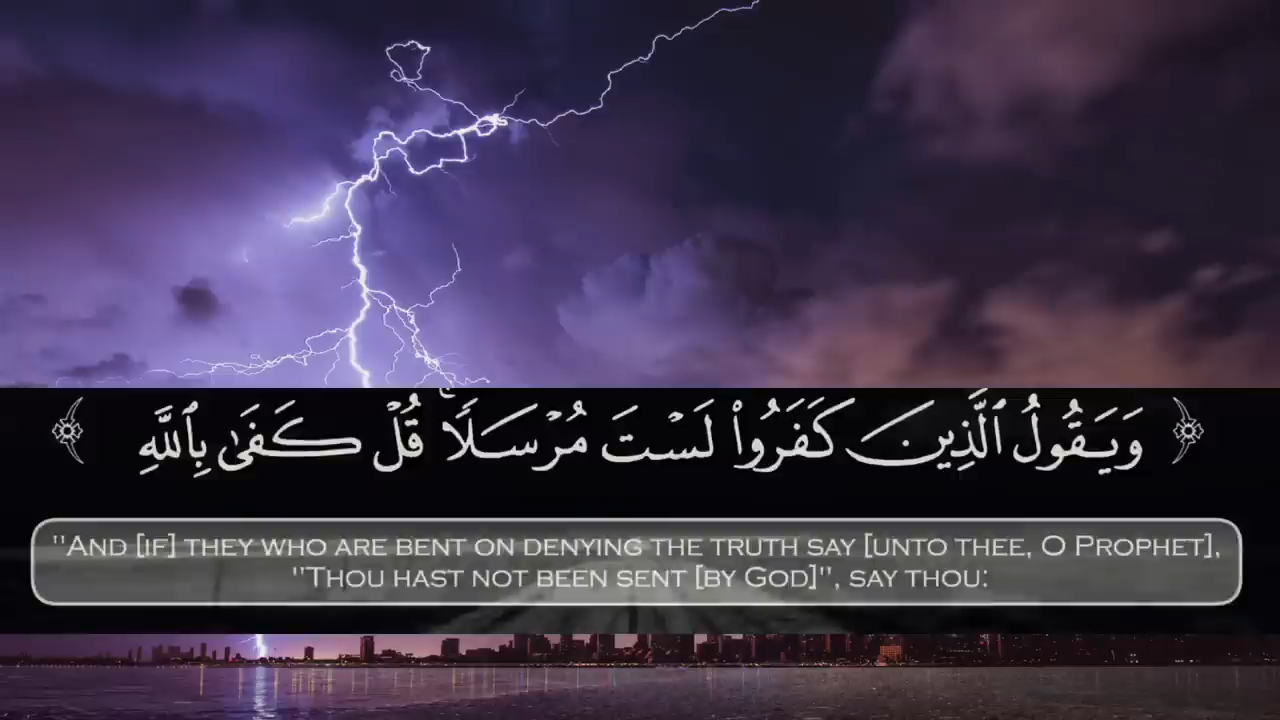 ﴿ وَيَقُولُ ٱلَّذِينَ كَفَرُوا۟ لَسْتَ مُرْسَلًا ۚ قُلْ كَفَىٰ بِٱللَّهِ ﴾
"And [if] they who are bent on denying the truth say [unto thee, O Prophet],
"Thou hast not been sent [by God]", say thou: